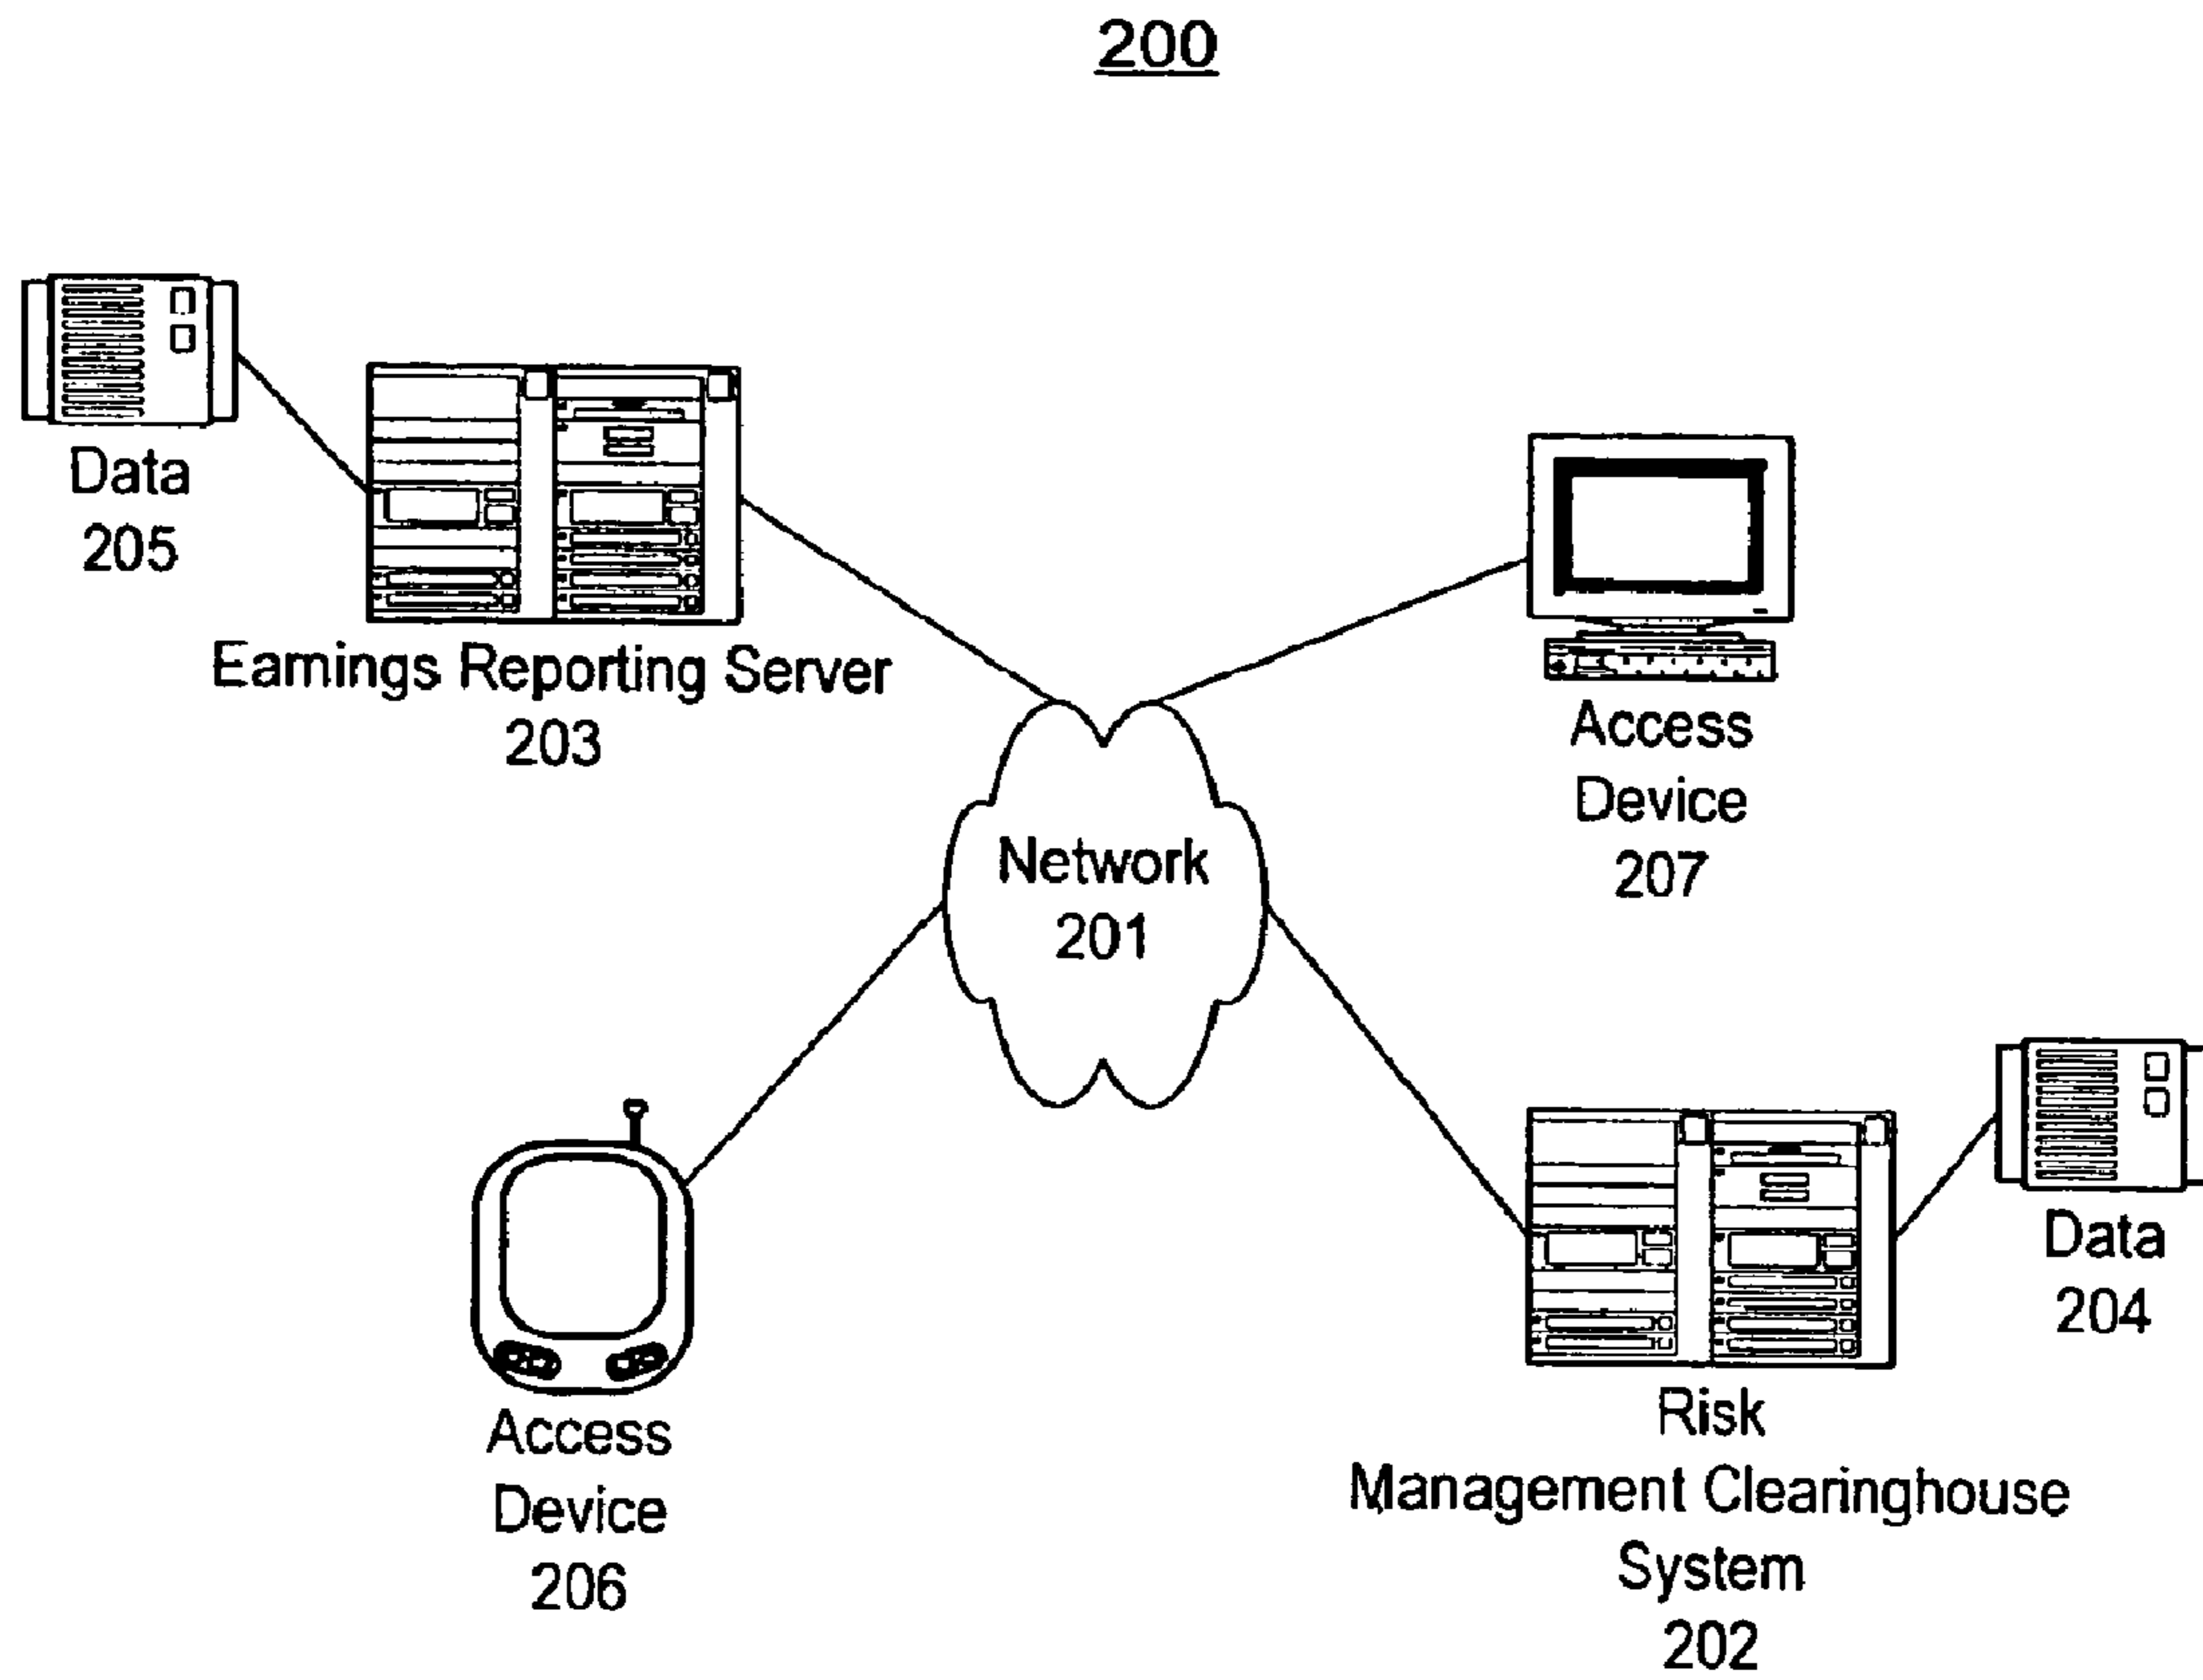 200
Data
205
Earnings Reporting Server
203
Access
Device
207
Network
201
Data
204
Access
Device
206
Risk
Management Clearinghouse
System
202